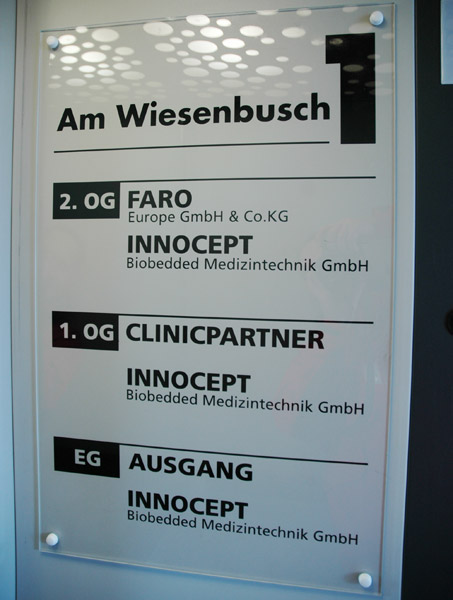 Am Wiesenbusch 1
2. OG FARO
Europe GmbH & Co.KG
INNOCEPT
Biobedded Medizintechnik GmbH
1. OG CLINICPARTNER
INNOCEPT
Biobedded Medizintechnik GmbH
EG AUSGANG
INNOCEPT
Biobedded Medizintechnik GmbH